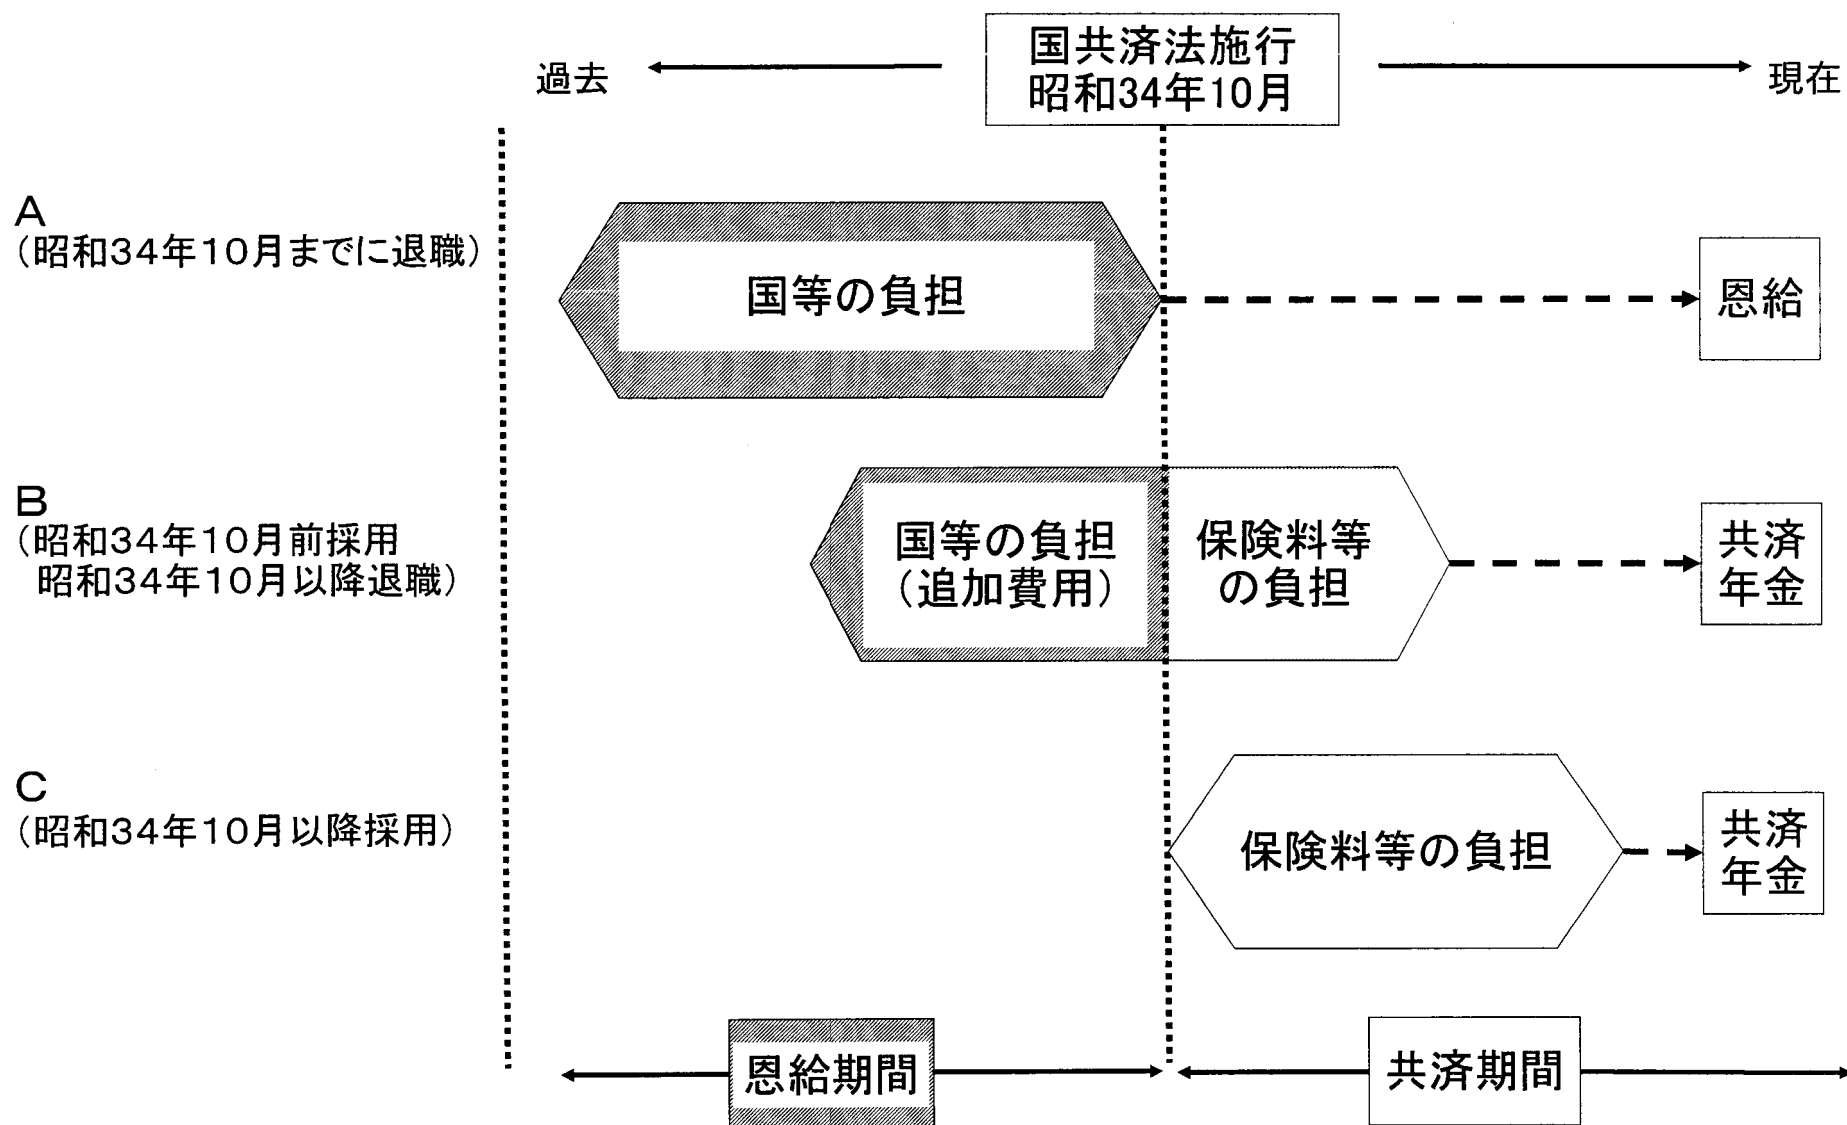 国共済法施行
昭和34年10月
過去
現在
A
（昭和３４年１０月までに退職）
国等の負担
恩給
B
（昭和３４年１０月前採用
昭和３４年１０月以降退職）
国等の負担
（追加費用）
保険料等
の負担
共済
年金
C
（昭和３４年１０月以降採用）
保険料等の負担
共済
年金
恩給期間
共済期間